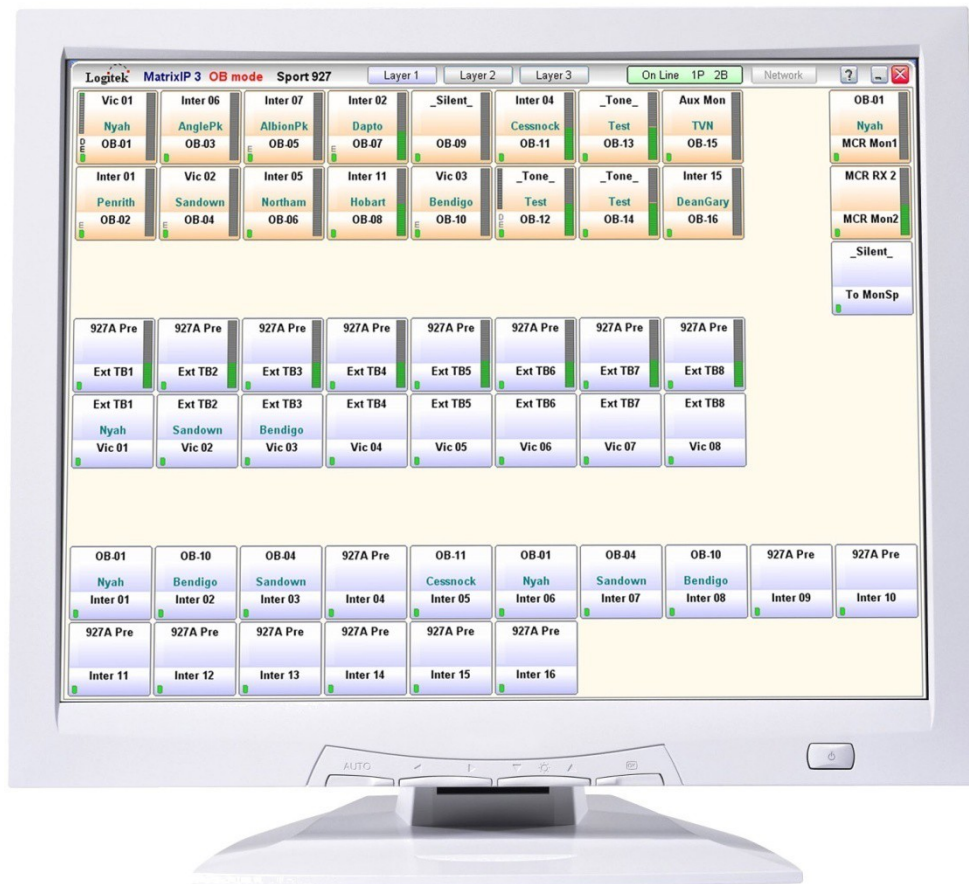 Logitek MatrixIP 3 OB mode Sport 927 Layer 1 Layer 2 Layer 3 On Line 1P 2B Network ?
Vic 01 Inter 06 Inter 07 Inter 02 _Silent_ Inter 04 _Tone_ Aux Mon OB-01
Nyah AnglePk AlbionPk Dapto Cessnock Test TVN Nyah
D E OB-01 OB-03 E OB-05 E OB-07 OB-09 OB-11 OB-13 OB-15 MCR Mon1
Inter 01 Vic 02 Inter 05 Inter 11 Vic 03 _Tone_ _Tone_ Inter 15 MCR RX 2
Penrith Sandown Northam Hobart Bendigo Test Test DeanGary
E OB-02 E OB-04 OB-06 OB-08 E OB-10 D E OB-12 OB-14 OB-16 MCR Mon2
_Silent_
To MonSp
927A Pre 927A Pre 927A Pre 927A Pre 927A Pre 927A Pre 927A Pre 927A Pre
Ext TB1 Ext TB2 Ext TB3 Ext TB4 Ext TB5 Ext TB6 Ext TB7 Ext TB8
Ext TB1 Ext TB2 Ext TB3 Ext TB4 Ext TB5 Ext TB6 Ext TB7 Ext TB8
Nyah Sandown Bendigo
Vic 01 Vic 02 Vic 03 Vic 04 Vic 05 Vic 06 Vic 07 Vic 08
OB-01 OB-10 OB-04 927A Pre OB-11 OB-01 OB-04 OB-10 927A Pre 927A Pre
Nyah Bendigo Sandown Cessnock Nyah Sandown Bendigo
Inter 01 Inter 02 Inter 03 Inter 04 Inter 05 Inter 06 Inter 07 Inter 08 Inter 09 Inter 10
927A Pre 927A Pre 927A Pre 927A Pre 927A Pre 927A Pre
Inter 11 Inter 12 Inter 13 Inter 14 Inter 15 Inter 16
AUTO